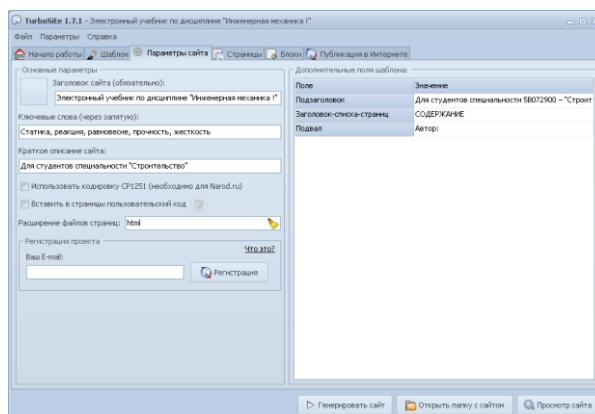 TurboSite 1.7.1 - Электронный учебник по дисциплине "Инженерная механика I"
Файл Параметры Справка
Начало работы Шаблон Параметры сайта Страницы Блоки Публикация в Интернете
Основные параметры
Заголовок сайта (обязательно):
Электронный учебник по дисциплине "Инженерная механика I"
Ключевые слова (через запятую):
Статика, реакция, равновесие, прочность, жесткость
Краткое описание сайта:
Для студентов специальности "Строительство"
Использовать кодировку CP1251 (необходимо для Narod.ru)
Вставить в страницы пользовательский код
Расширение файлов страниц: html
Регистрация проекта
Что это?
Ваш E-mail:
Регистрация
Дополнительные поля шаблона:
Поле Значение
Подзаголовок Для студентов специальности 5B072900 – "Строит
Заголовок-списка-страниц СОДЕРЖАНИЕ
Подвал Автор:
Генерировать сайт Открыть папку с сайтом Просмотр сайта